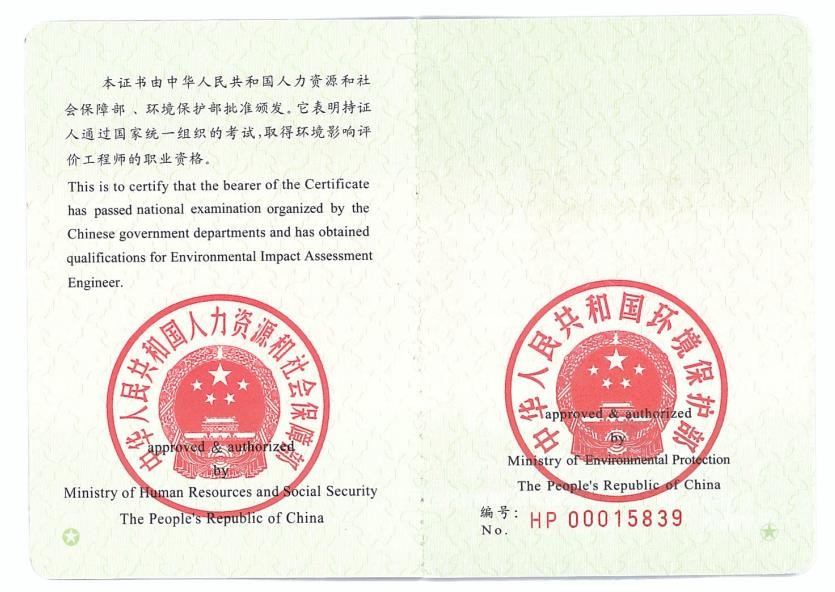 本证书由中华人民共和国人力资源和社
会保障部、环境保护部批准颁发。它表明持证
人通过国家统一组织的考试,取得环境影响评
价工程师的职业资格。
This is to certify that the bearer of the Certificate
has passed national examination organized by the
Chinese government departments and has obtained
qualifications for Environmental Impact Assessment
Engineer.
中华人民共和国人力资源和社会保障部
approved & authorized
by
Ministry of Human Resources and Social Security
The People's Republic of China
中华人民共和国环境保护部
approved & authorized
by
Ministry of Environmental Protection
The People's Republic of China
编号:
No. HP 00015839